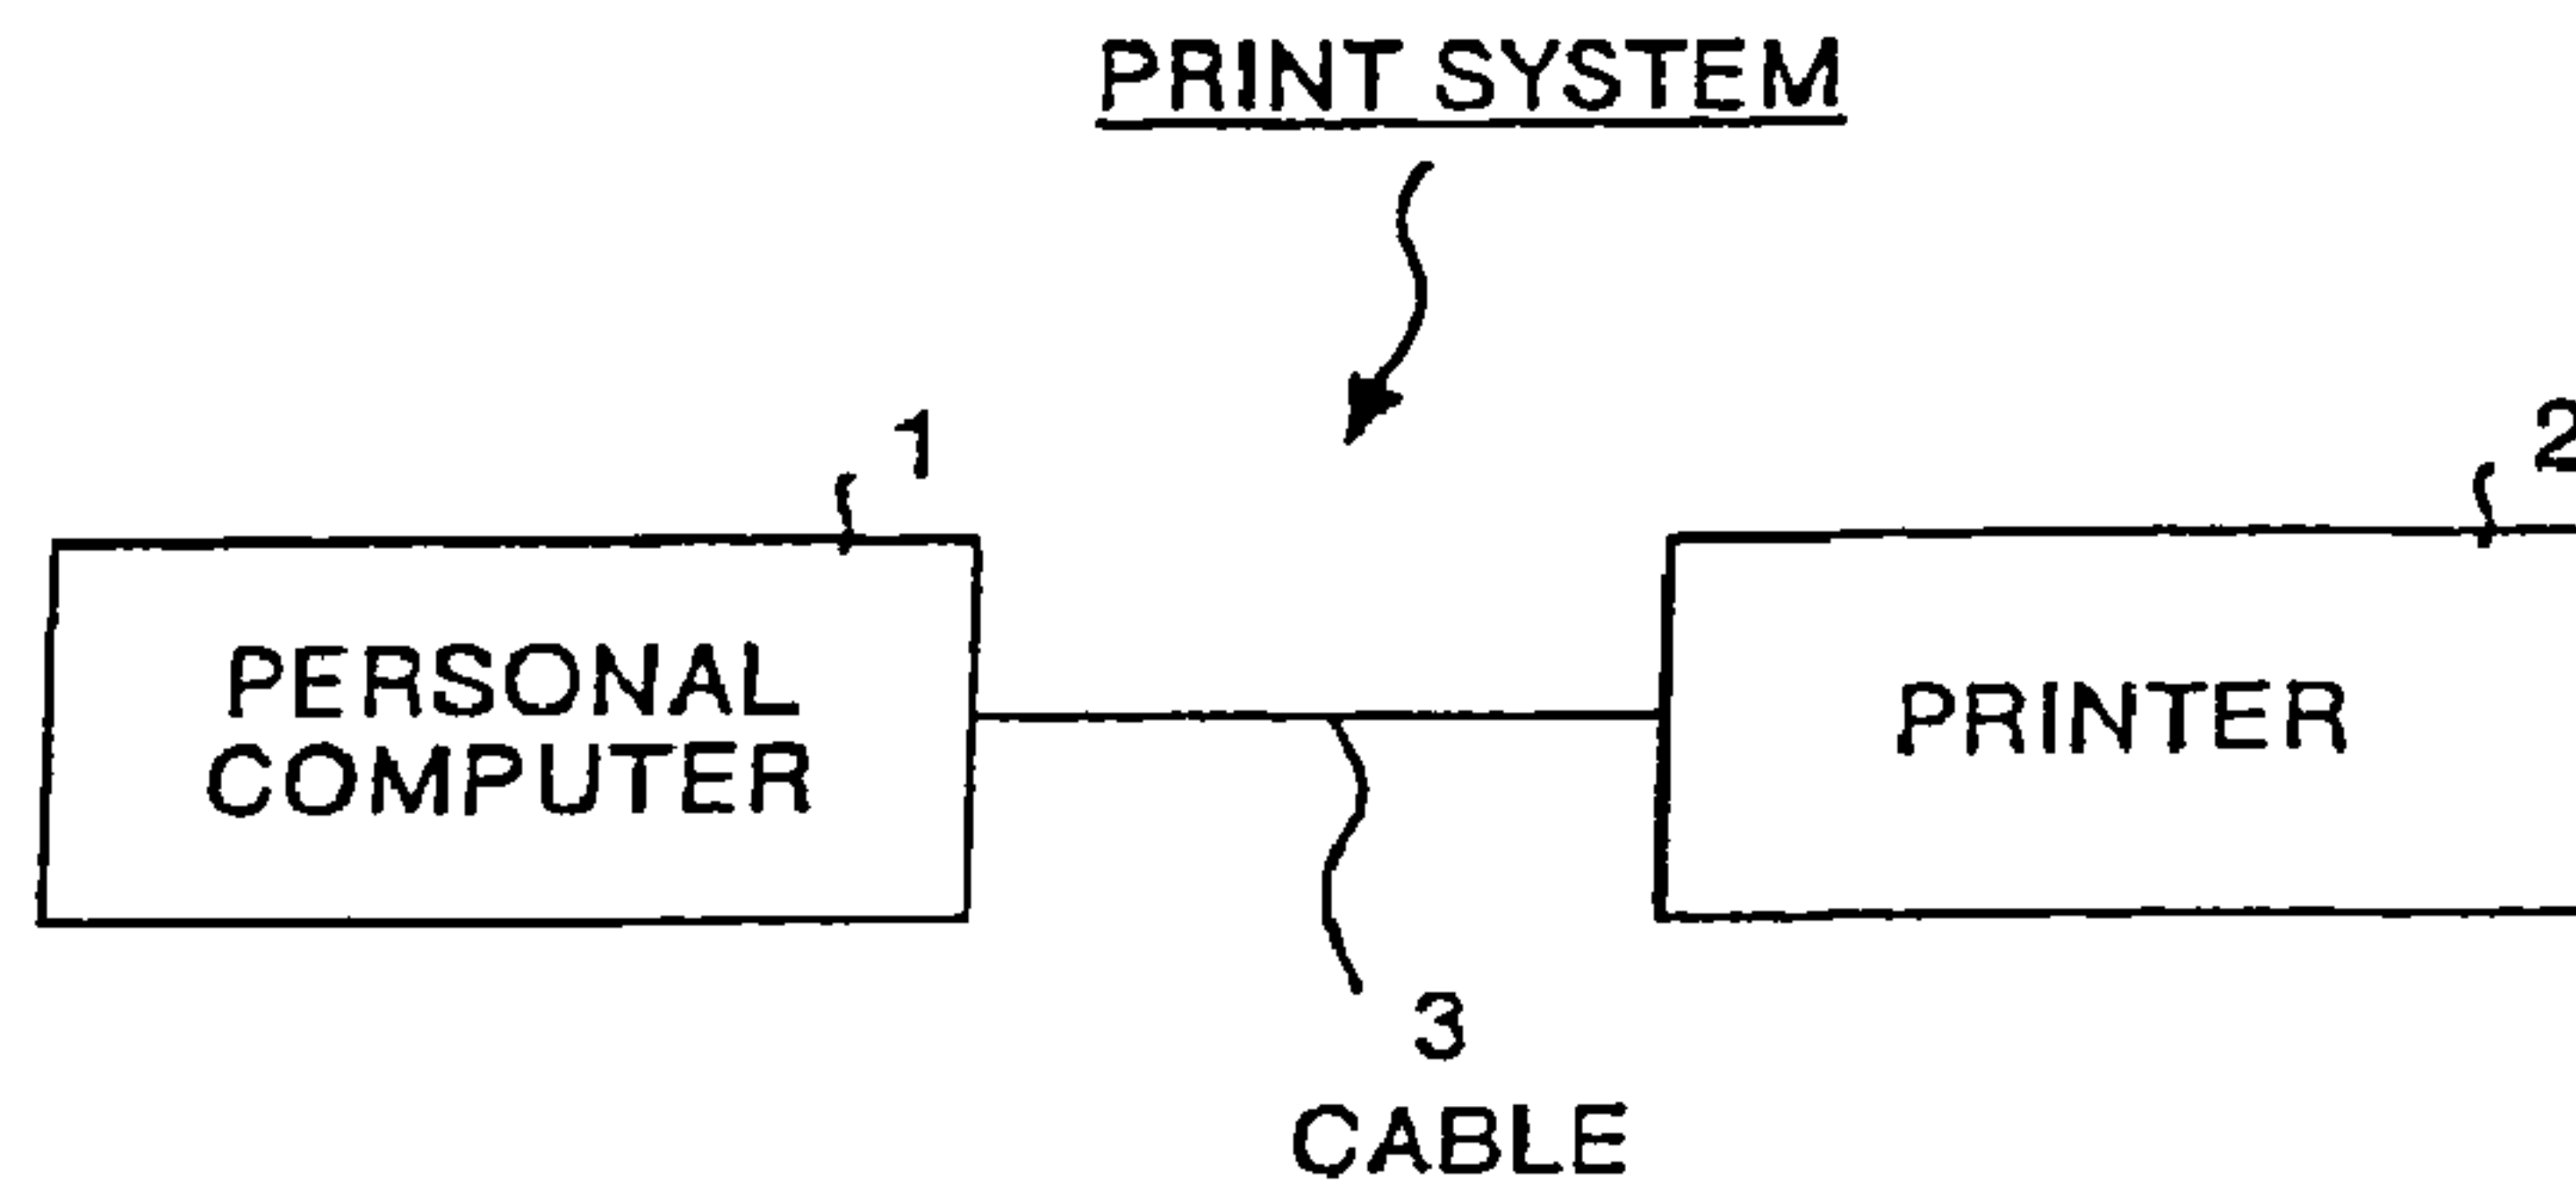 PRINT SYSTEM
1
2
PERSONAL
COMPUTER
PRINTER
3
CABLE